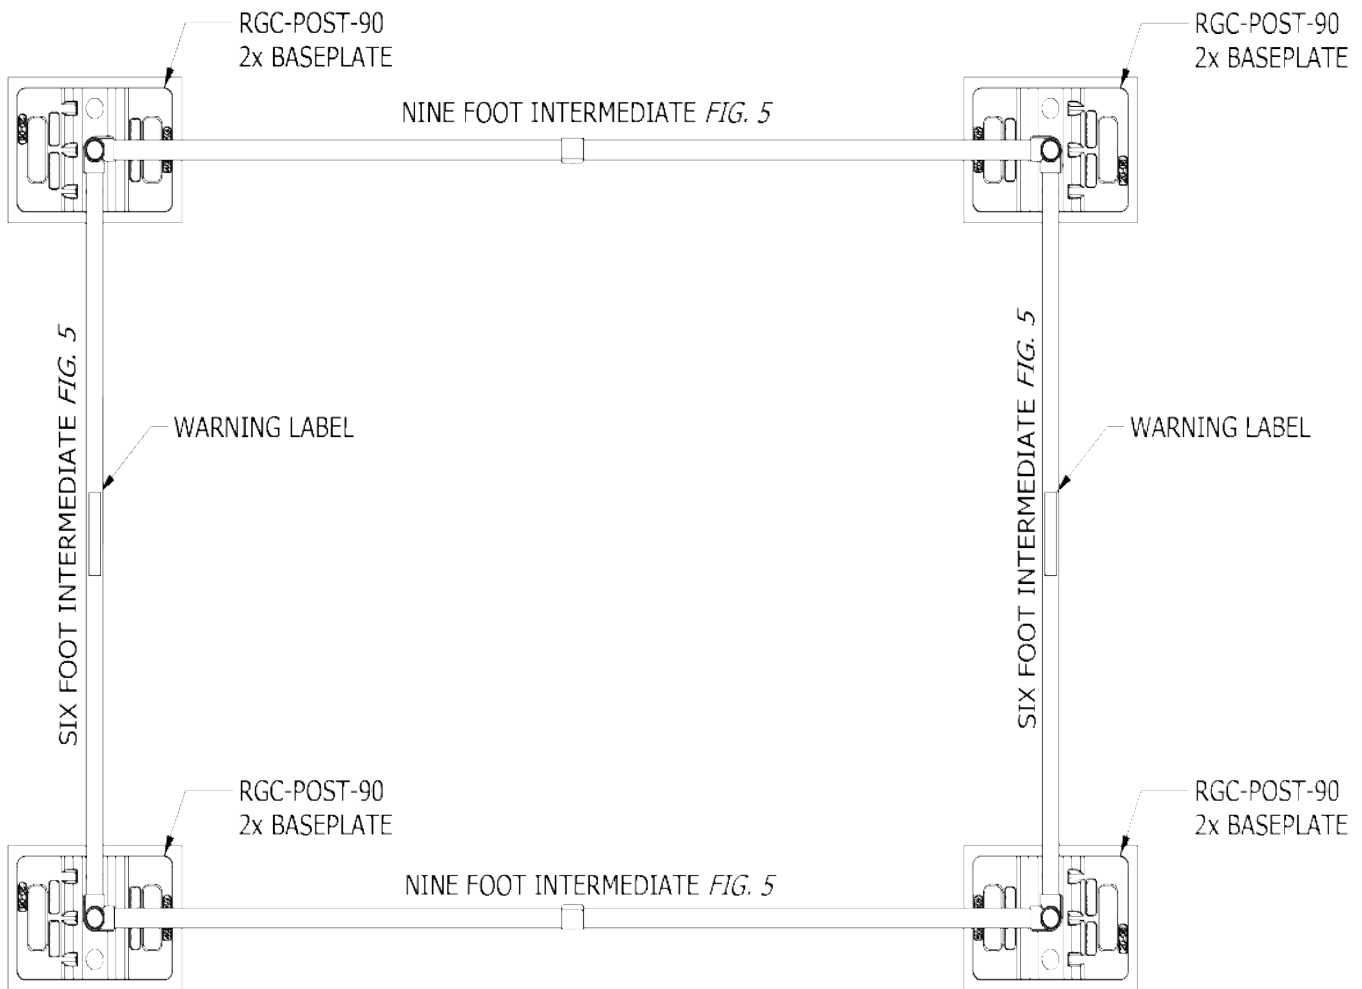 RGC-POST-90
2x BASEPLATE
RGC-POST-90
2x BASEPLATE
NINE FOOT INTERMEDIATE FIG. 5
SIX FOOT INTERMEDIATE FIG. 5
WARNING LABEL
SIX FOOT INTERMEDIATE FIG. 5
WARNING LABEL
RGC-POST-90
2x BASEPLATE
RGC-POST-90
2x BASEPLATE
NINE FOOT INTERMEDIATE FIG. 5